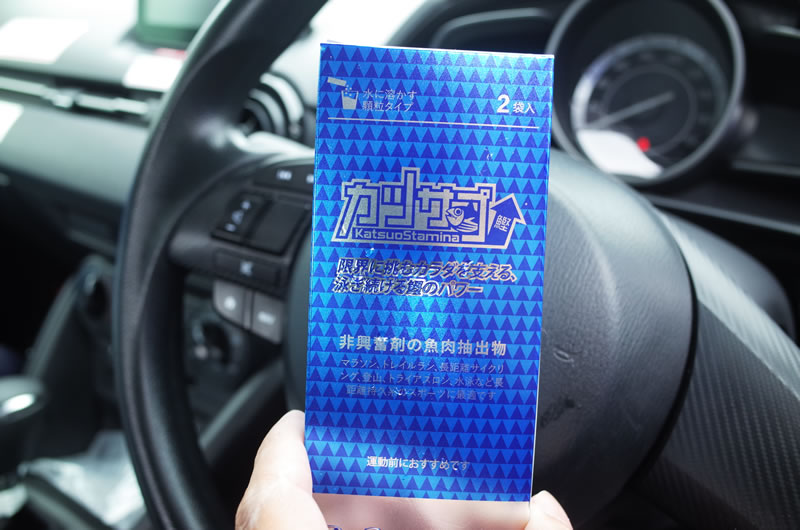 水に溶かす
顆粒タイプ
2袋入
カツサプ
鰹
KatsuoStamina
限界に挑むカラダを支える、
泳ぎ続ける鰹のパワー
非興奮剤の魚肉抽出物
マラソン、トレイルラン、長距離サイクリ
ング、登山、トライアスロン、水泳など長
距離持久系のスポーツに最適です
運動前におすすめです